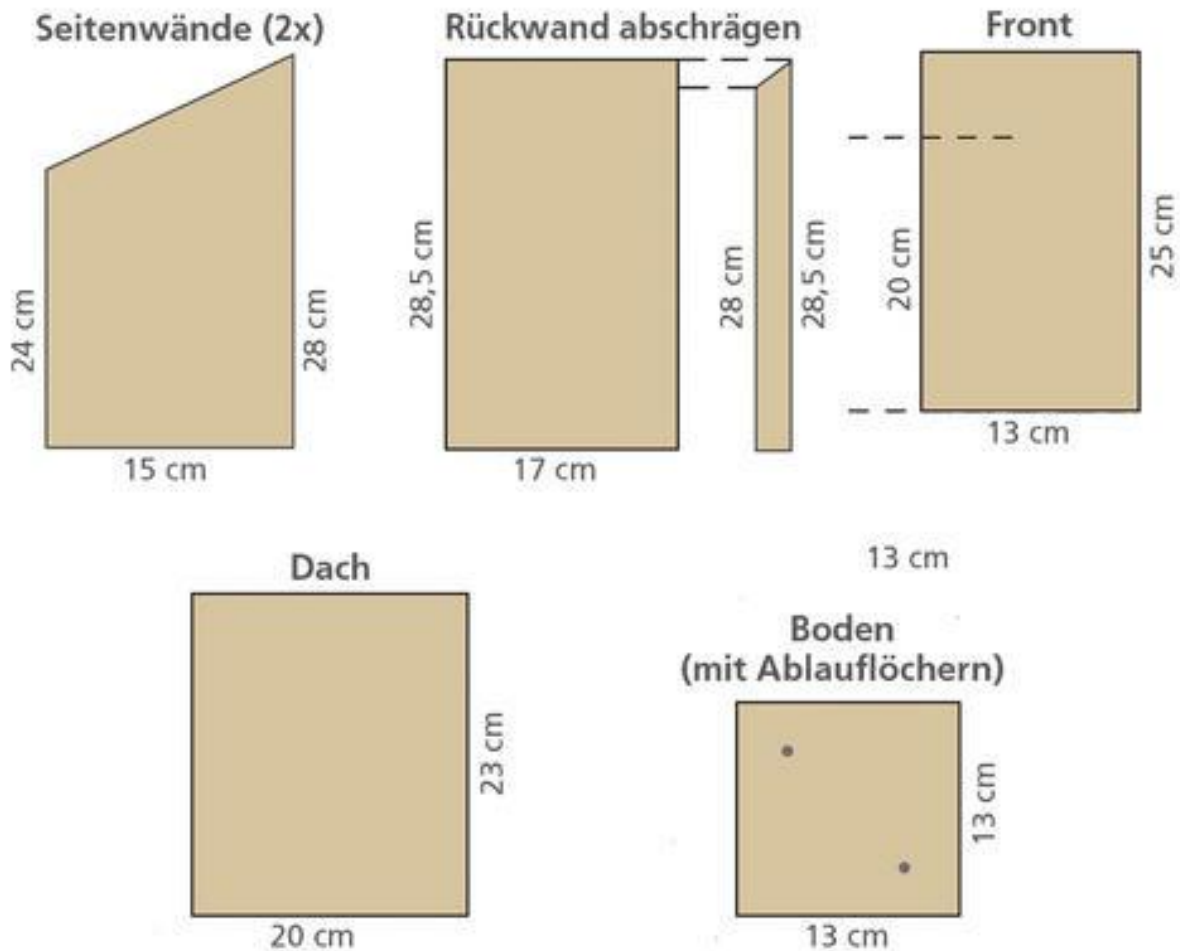 Seitenwände (2x)
24 cm
28 cm
15 cm
Rückwand abschrägen
28,5 cm
17 cm
28 cm
28,5 cm
Front
20 cm
25 cm
13 cm
Dach
23 cm
20 cm
13 cm
Boden
(mit Ablauflöchern)
13 cm
13 cm